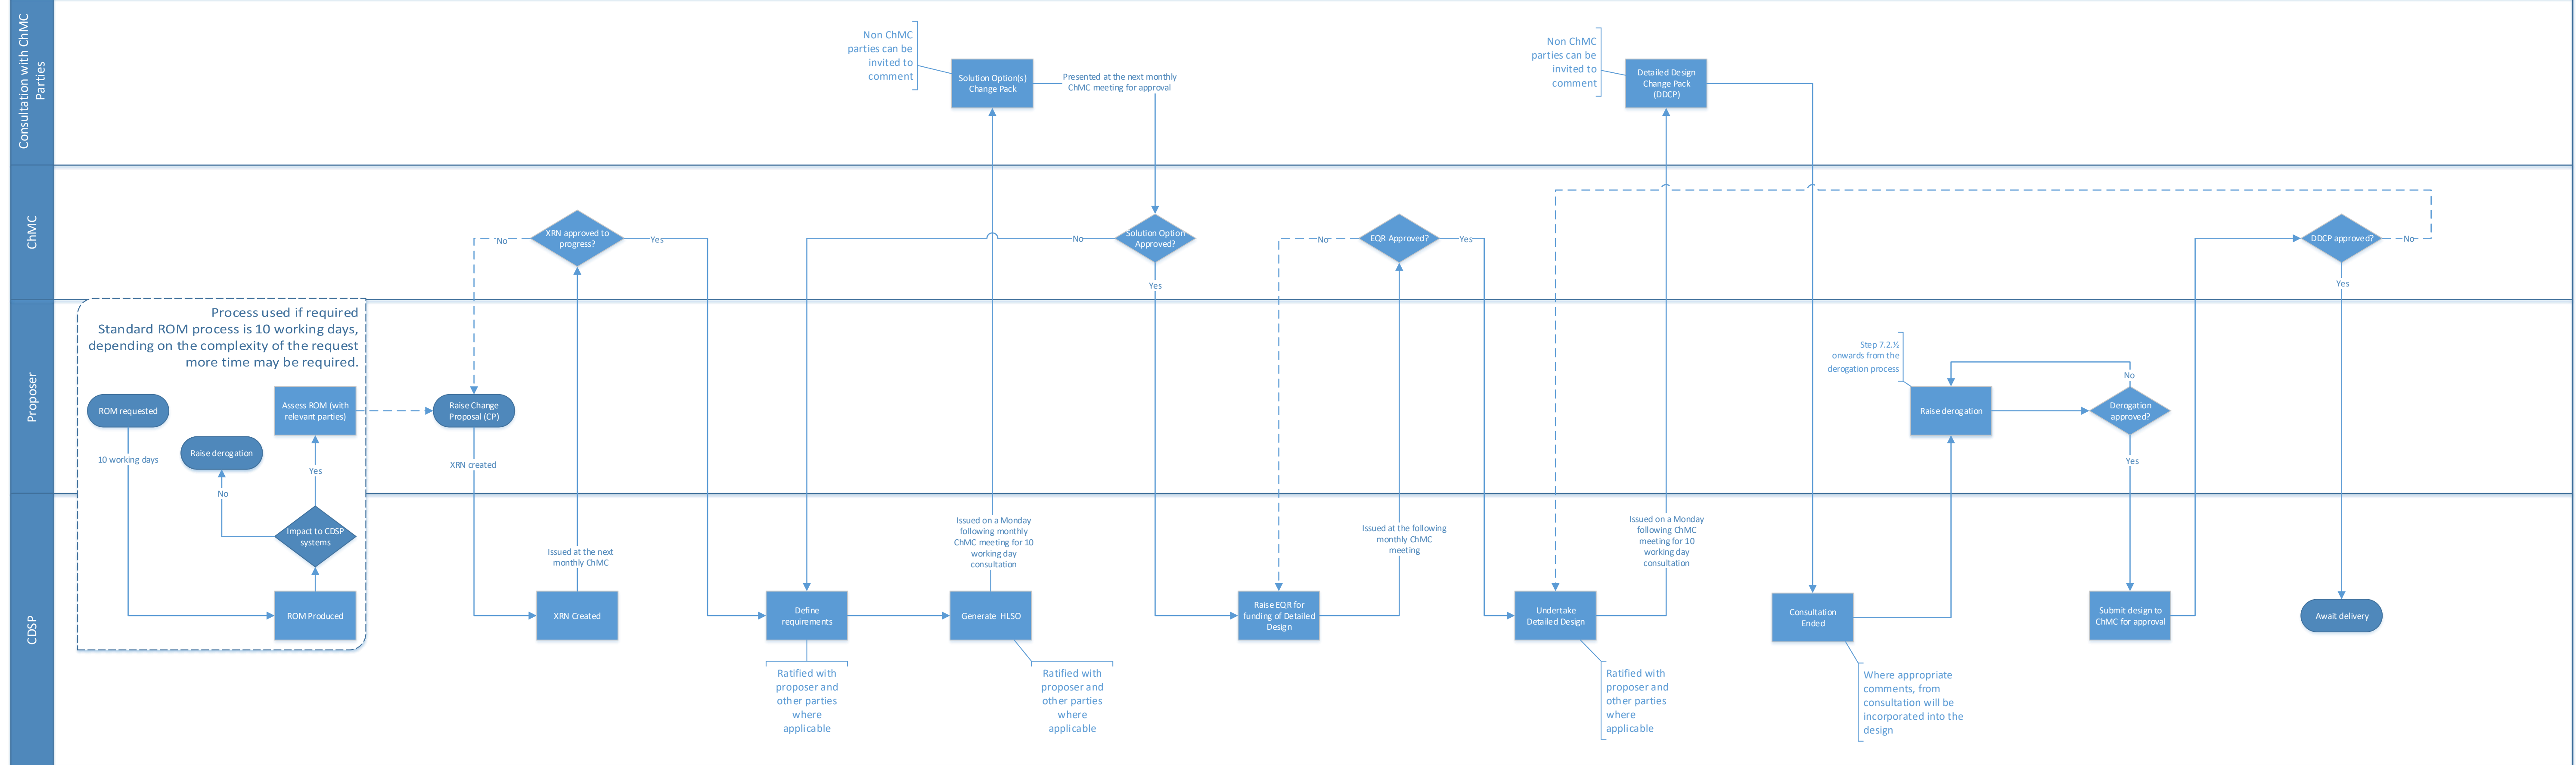 Consultation with ChMC
Parties
Non ChMC
parties can be
invited to
comment
Solution Option(s)
Change Pack
Presented at the next monthly
ChMC meeting for approval
Non ChMC
parties can be
invited to
comment
Detailed Design
Change Pack
(DDCP)
ChMC
No
XRN approved to
progress?
Yes
No
Solution Option
Approved?
Yes
No
EQR Approved?
Yes
DDCP approved?
No
Yes
Proposer
Process used if required
Standard ROM process is 10 working days,
depending on the complexity of the request
more time may be required.
ROM requested
10 working days
Raise derogation
No
Assess ROM (with
relevant parties)
Yes
Raise Change
Proposal (CP)
XRN created
Step 7.2.½
onwards from the
derogation process
Raise derogation
No
Derogation
approved?
Yes
CDSP
Impact to CDSP
systems
ROM Produced
Issued at the next
monthly ChMC
XRN Created
Define
requirements
Ratified with
proposer and
other parties
where
applicable
Issued on a Monday
following monthly
ChMC meeting for 10
working day
consultation
Generate HLSO
Ratified with
proposer and
other parties
where
applicable
Raise EQR for
funding of Detailed
Design
Issued at the following
monthly ChMC
meeting
Undertake
Detailed Design
Ratified with
proposer and
other parties
where
applicable
Issued on a Monday
following ChMC
meeting for 10
working day
consultation
Consultation
Ended
Where appropriate
comments, from
consultation will be
incorporated into the
design
Submit design to
ChMC for approval
Await delivery